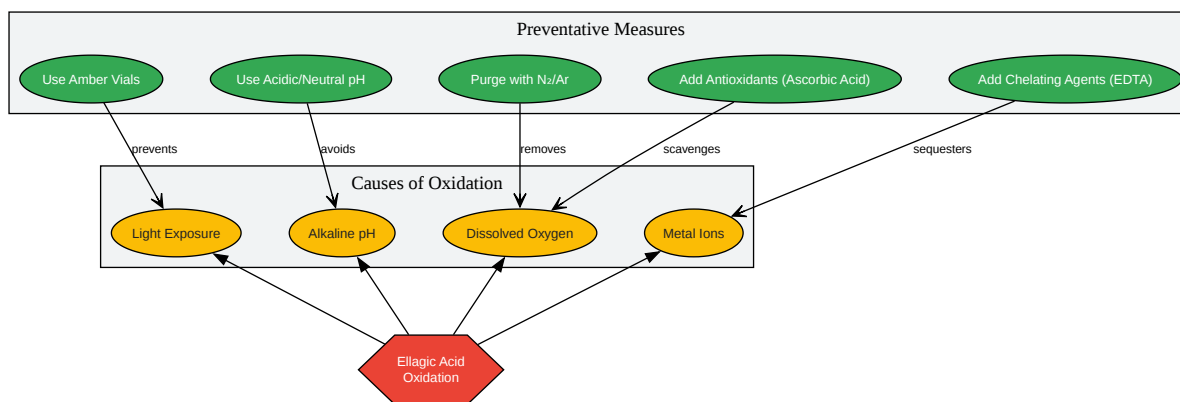 Preventative Measures
Use Amber Vials
Use Acidic/Neutral pH
Purge with N₂/Ar
Add Antioxidants (Ascorbic Acid)
Add Chelating Agents (EDTA)
prevents
avoids
removes
scavenges
sequesters
Causes of Oxidation
Light Exposure
Alkaline pH
Dissolved Oxygen
Metal Ions
Ellagic Acid
Oxidation